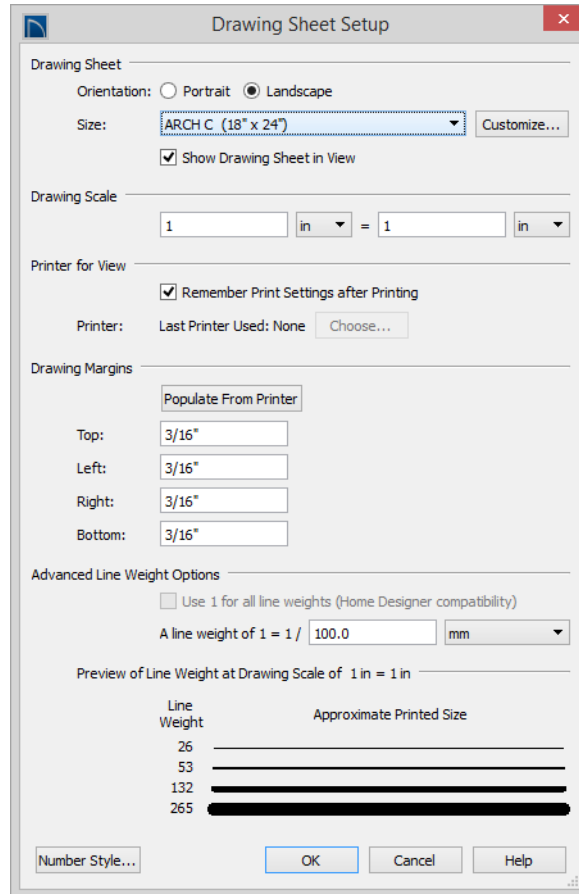 Drawing Sheet Setup
Drawing Sheet
Orientation: Portrait Landscape
Size: ARCH C (18" x 24") Customize...
Show Drawing Sheet in View
Drawing Scale
1 in = 1 in
Printer for View
Remember Print Settings after Printing
Printer: Last Printer Used: None Choose...
Drawing Margins
Populate From Printer
Top: 3/16"
Left: 3/16"
Right: 3/16"
Bottom: 3/16"
Advanced Line Weight Options
Use 1 for all line weights (Home Designer compatibility)
A line weight of 1 = 1 / 100.0 mm
Preview of Line Weight at Drawing Scale of 1 in = 1 in
Line
Weight Approximate Printed Size
26
53
132
265
Number Style... OK Cancel Help